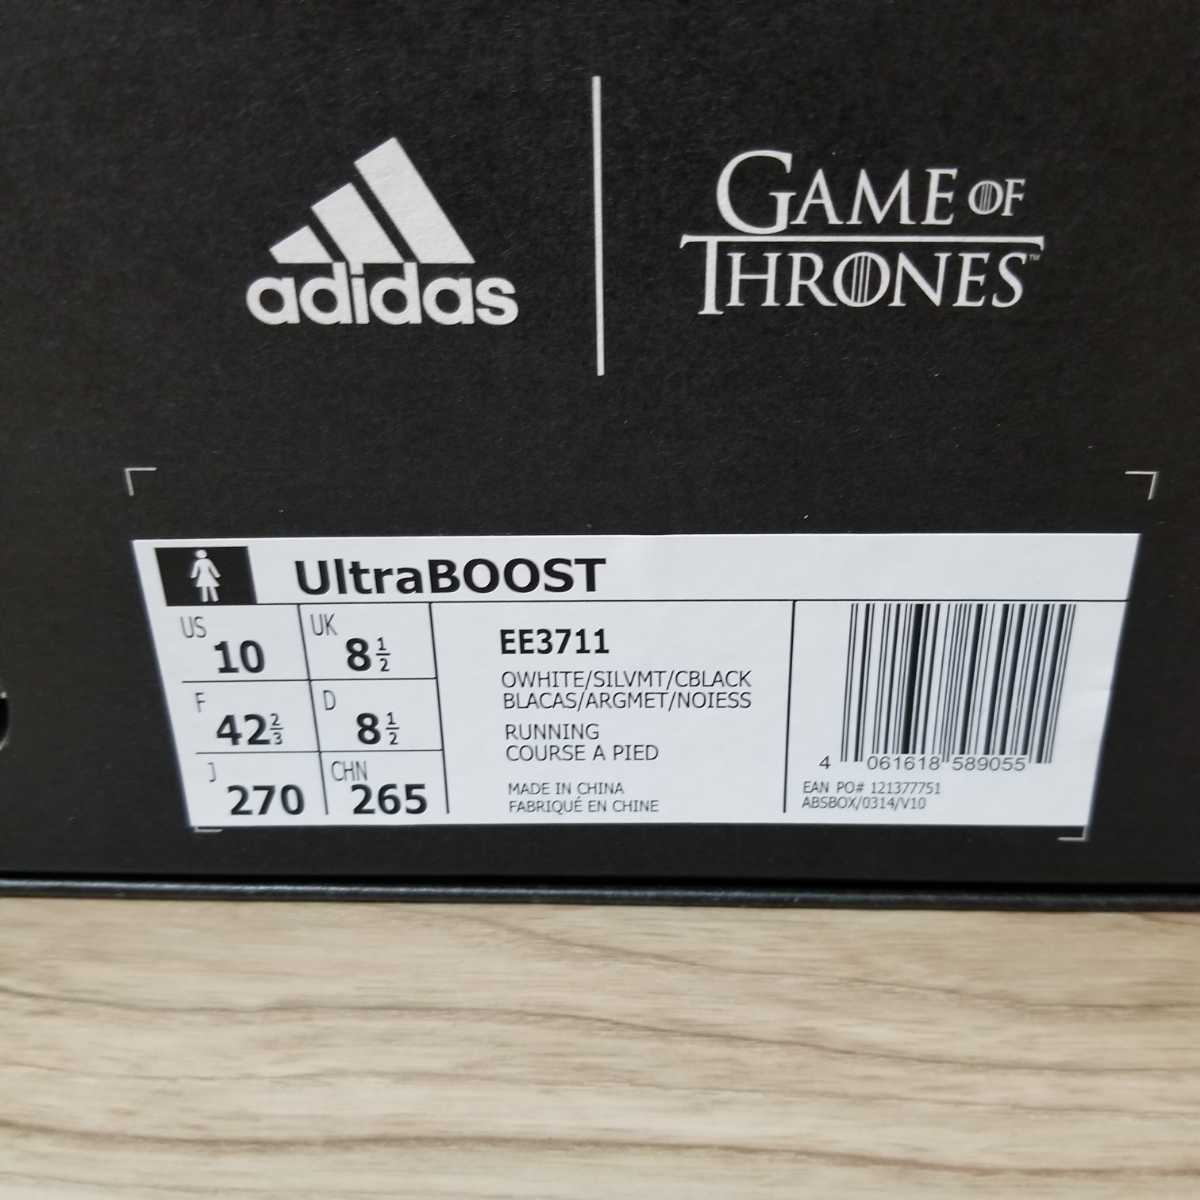 adidas
GAME OF
THRONES™
UltraBOOST
US 10
UK 8 1/2
F 42 2/3
D 8 1/2
J 270
CHN 265
EE3711
OWHITE/SILVMT/CBLACK
BLACAS/ARGMET/NOIESS
RUNNING
COURSE A PIED
MADE IN CHINA
FABRIQUÉ EN CHINE
4 061618 589055
EAN PO# 121377751
ABSBOX/0314/V10